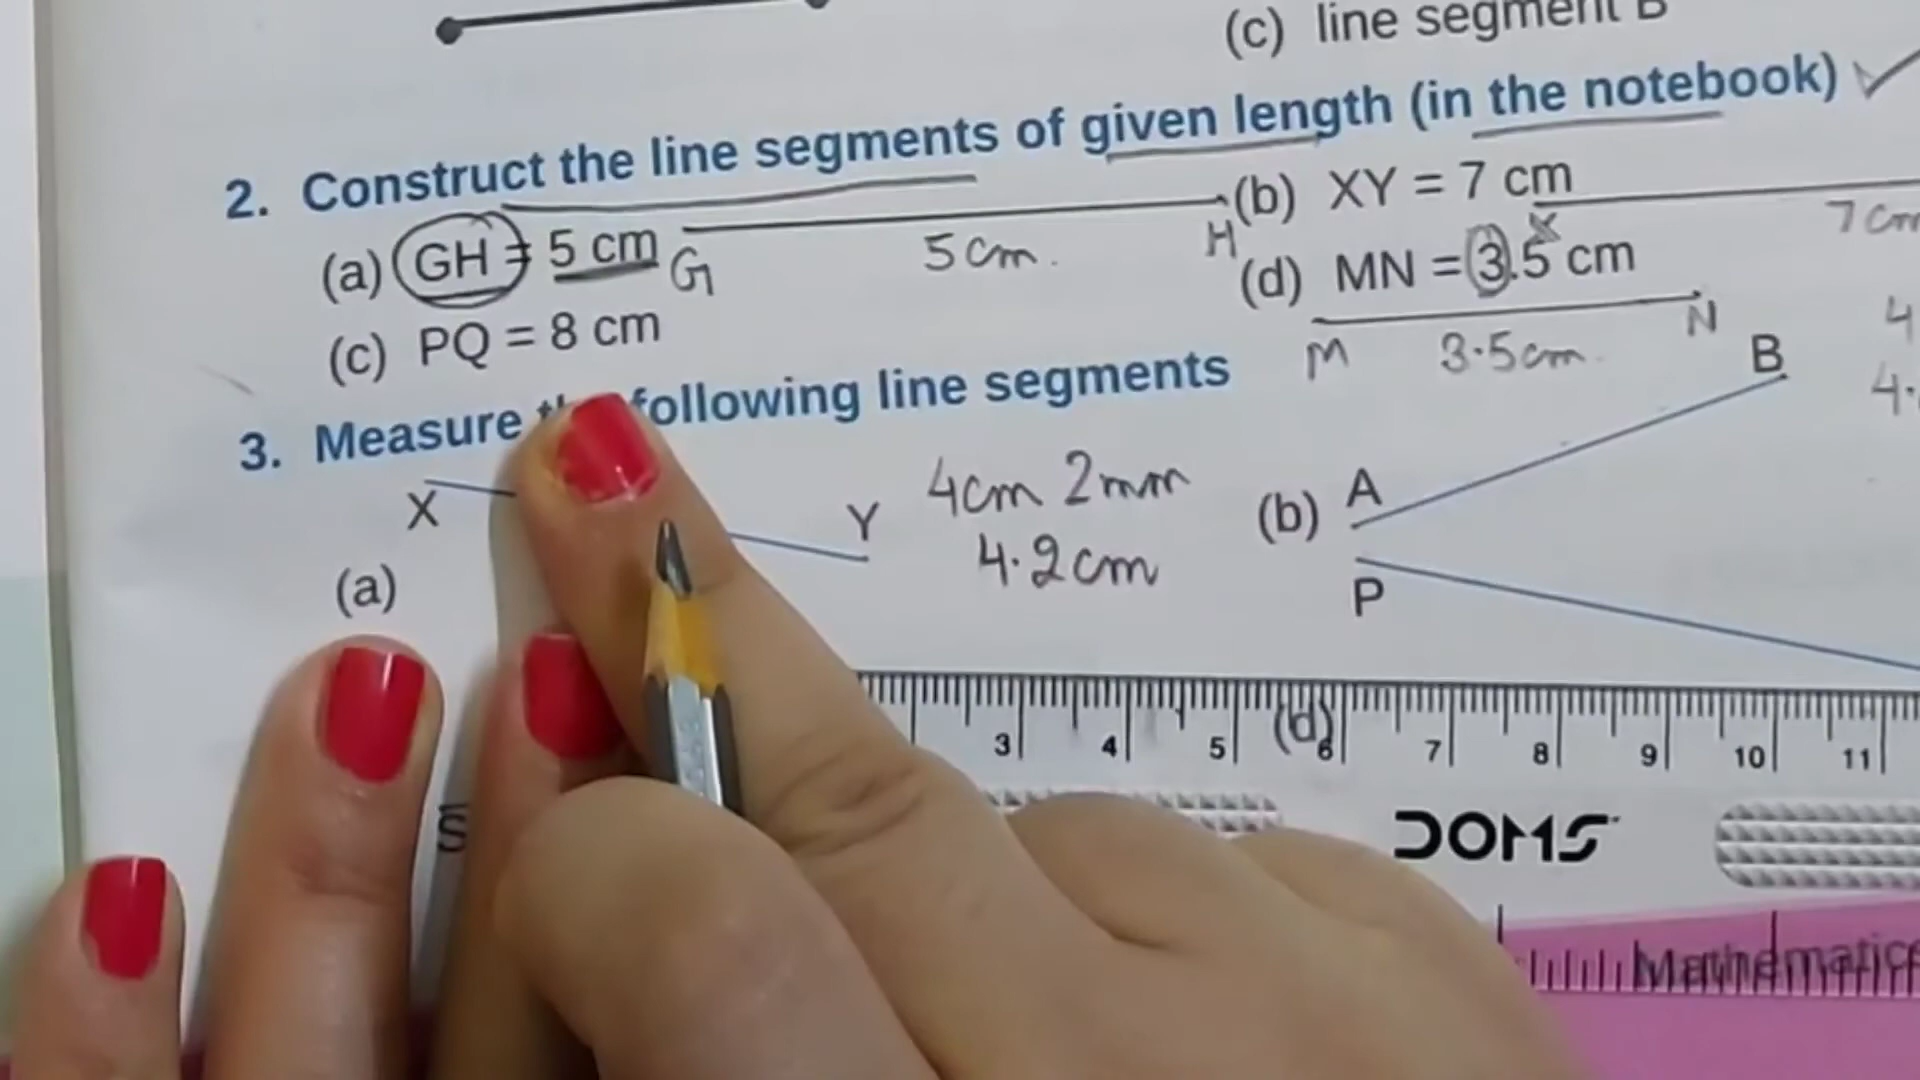 (c) line segment B
2. Construct the line segments of given length (in the notebook)
(a) GH = 5 cm
G 5cm. H
(b) XY = 7 cm
X 7cm
(c) PQ = 8 cm
(d) MN = 3.5 cm
M 3.5cm. N
3. Measure following line segments
X Y
(a)
4cm 2mm
4.2cm
(b) A B
P
4
4.
(d)
3 4 5 6 7 8 9 10 11
DOMS
S
Mathematics